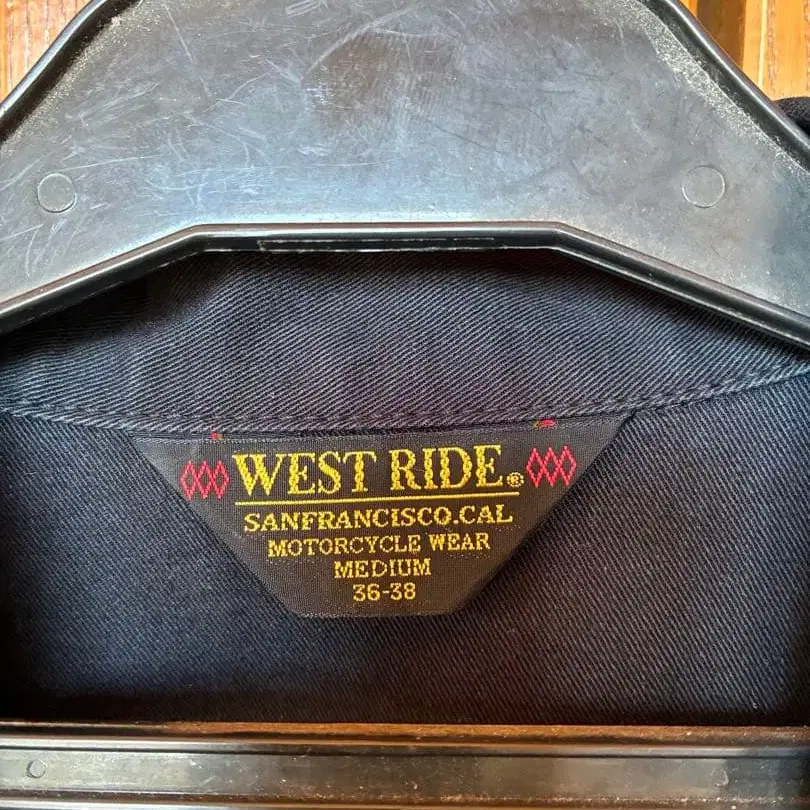 WEST RIDE®
SANFRANCISCO.CAL
MOTORCYCLE WEAR
MEDIUM
36-38